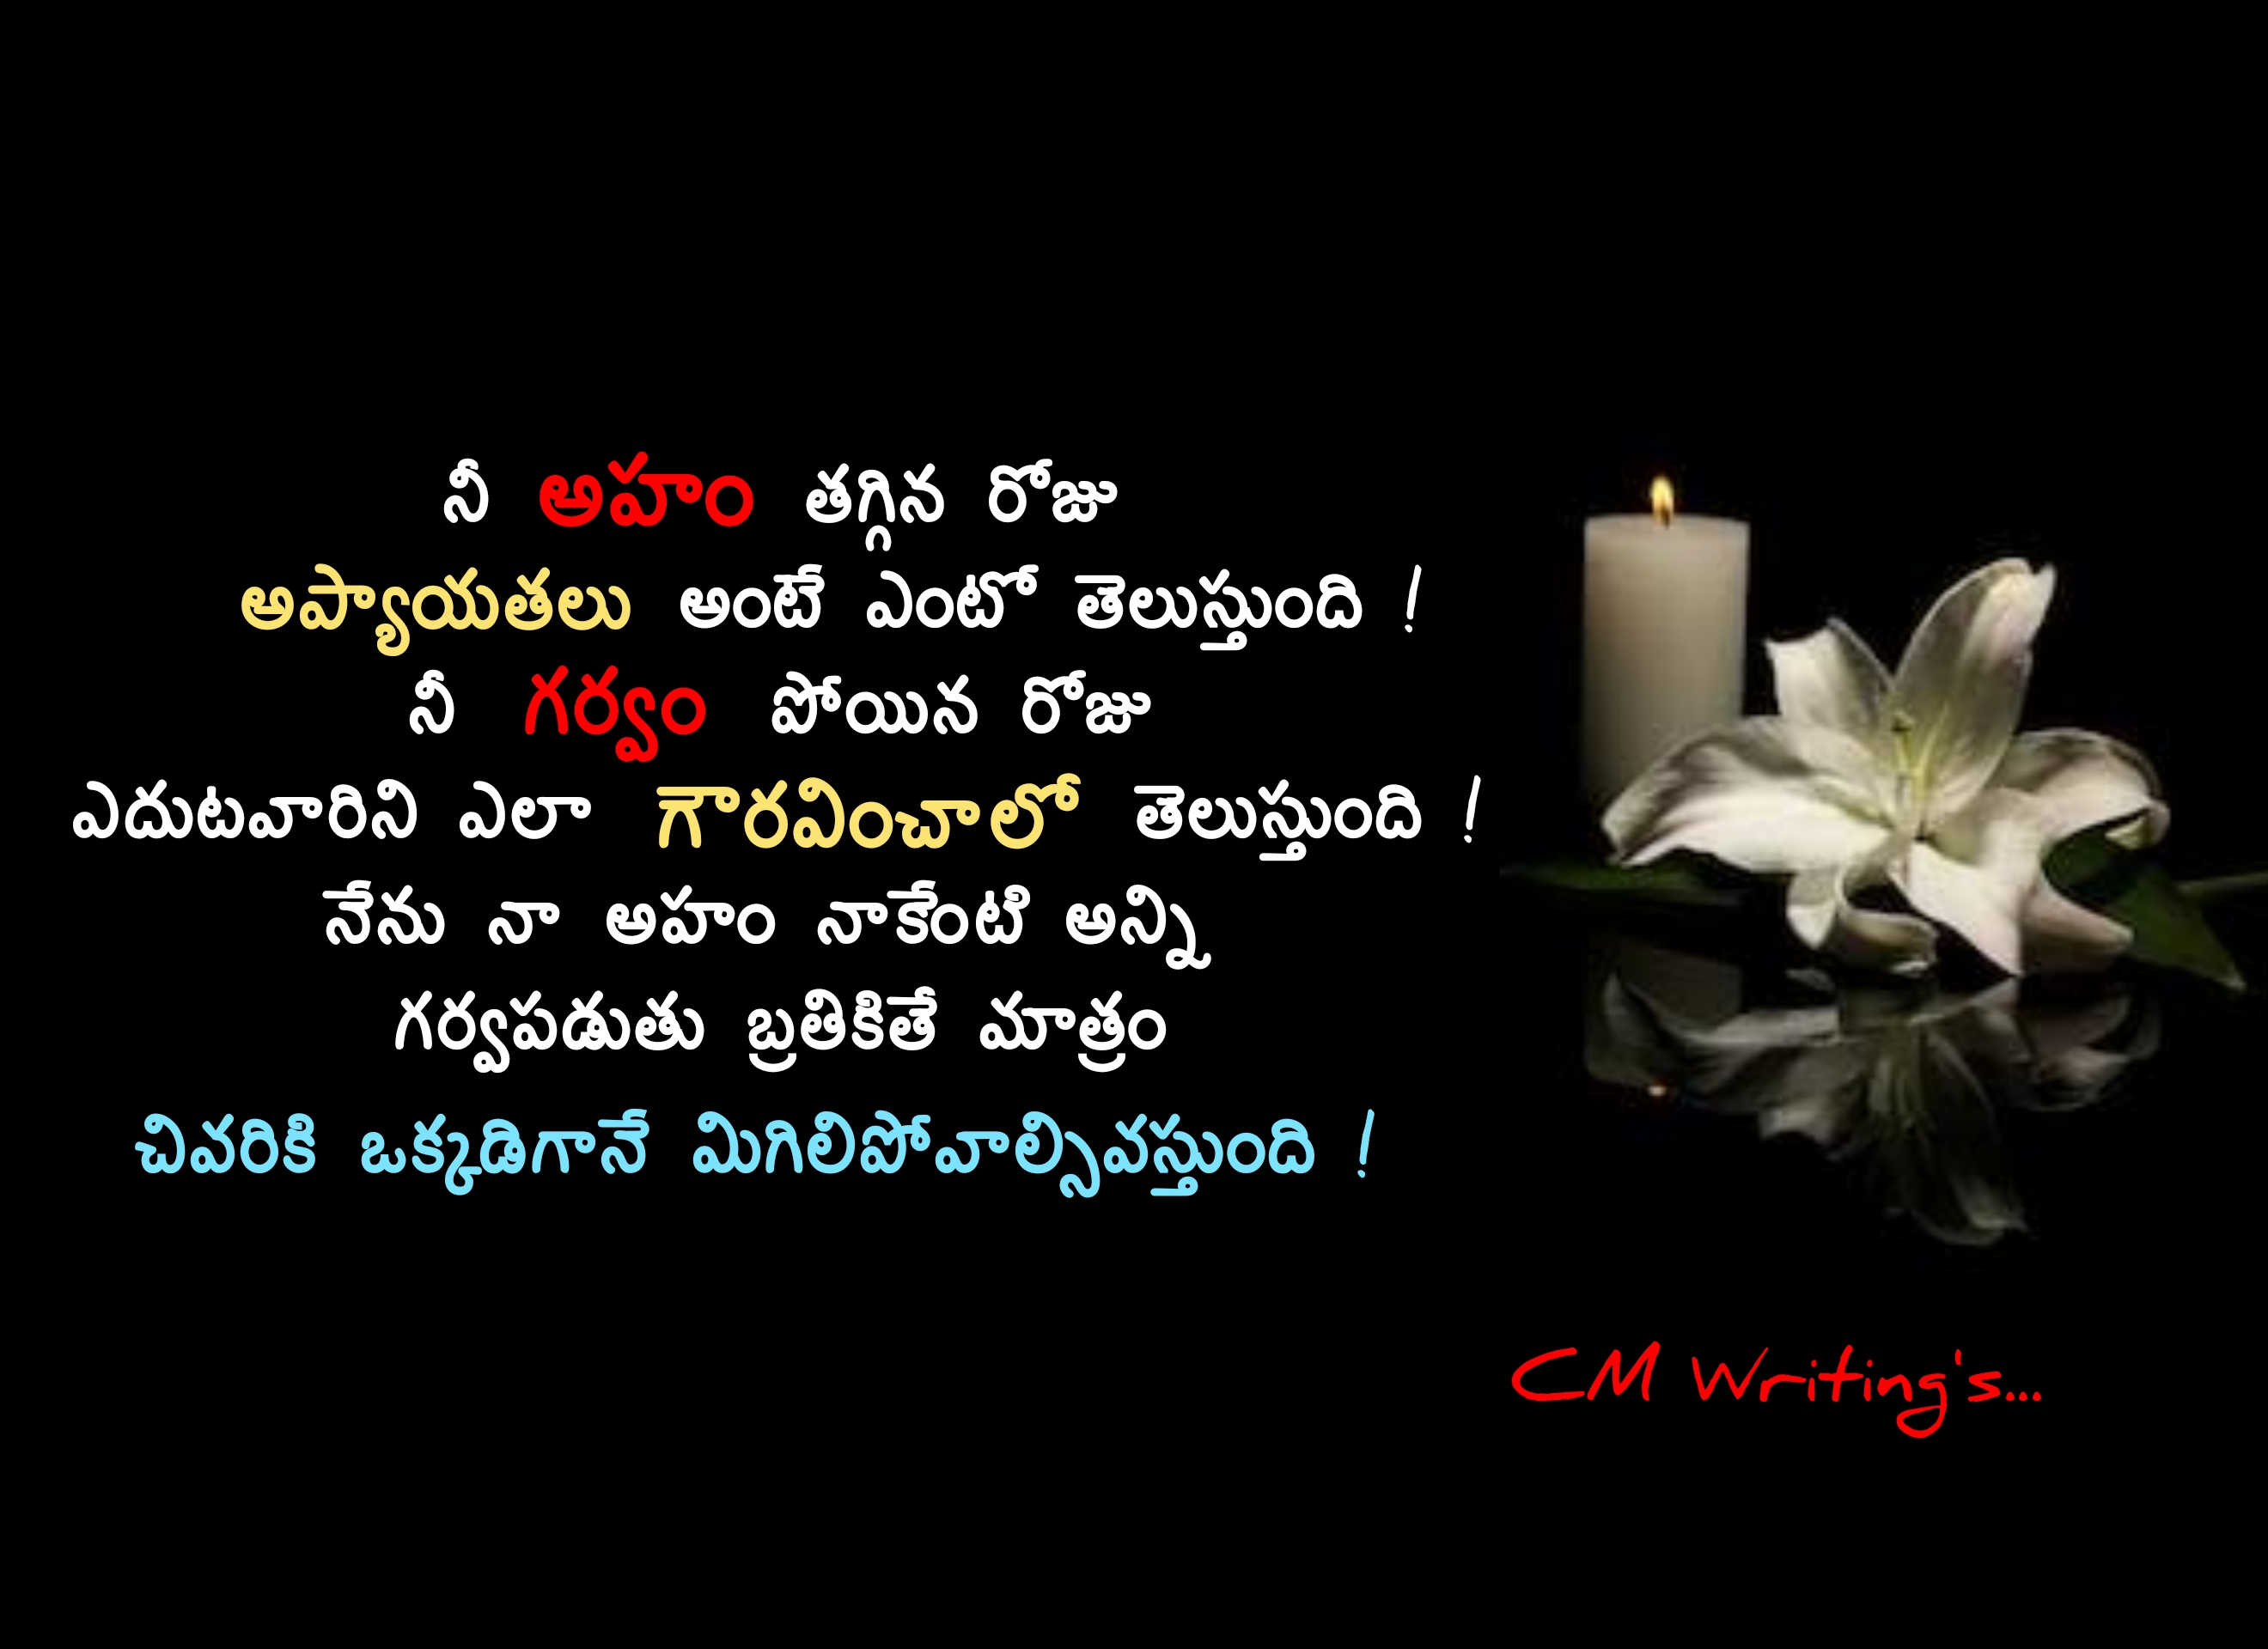 నీ అహం తగ్గిన రోజు
అప్యాయతలు అంటే ఎంటో తెలుస్తుంది !
నీ గర్వం పోయిన రోజు
ఎదుటవారిని ఎలా గౌరవించాలో తెలుస్తుంది !
నేను నా అహం నాకేంటి అన్ని
గర్వపడుతు బ్రతికితే మాత్రం
చివరికి ఒక్కడిగానే మిగిలిపోవాల్సివస్తుంది !
CM Writing's...